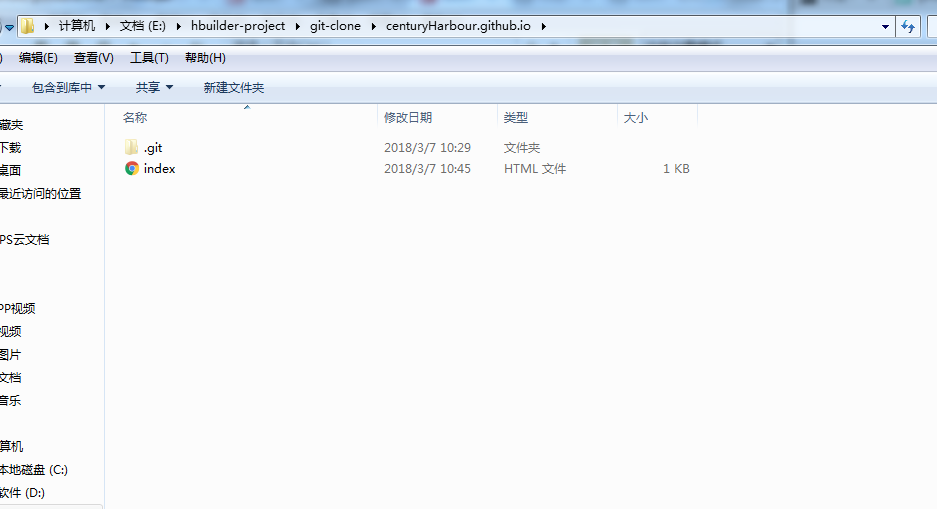 计算机 文档 (E:) hbuilder-project git-clone centuryHarbour.github.io
) 编辑(E) 查看(V) 工具(T) 帮助(H)
包含到库中 共享 新建文件夹
名称 修改日期 类型 大小
.git 2018/3/7 10:29 文件夹
index 2018/3/7 10:45 HTML 文件 1 KB
藏夹
下载
桌面
最近访问的位置
PS云文档
PP视频
视频
图片
文档
音乐
算机
本地磁盘 (C:)
软件 (D:)